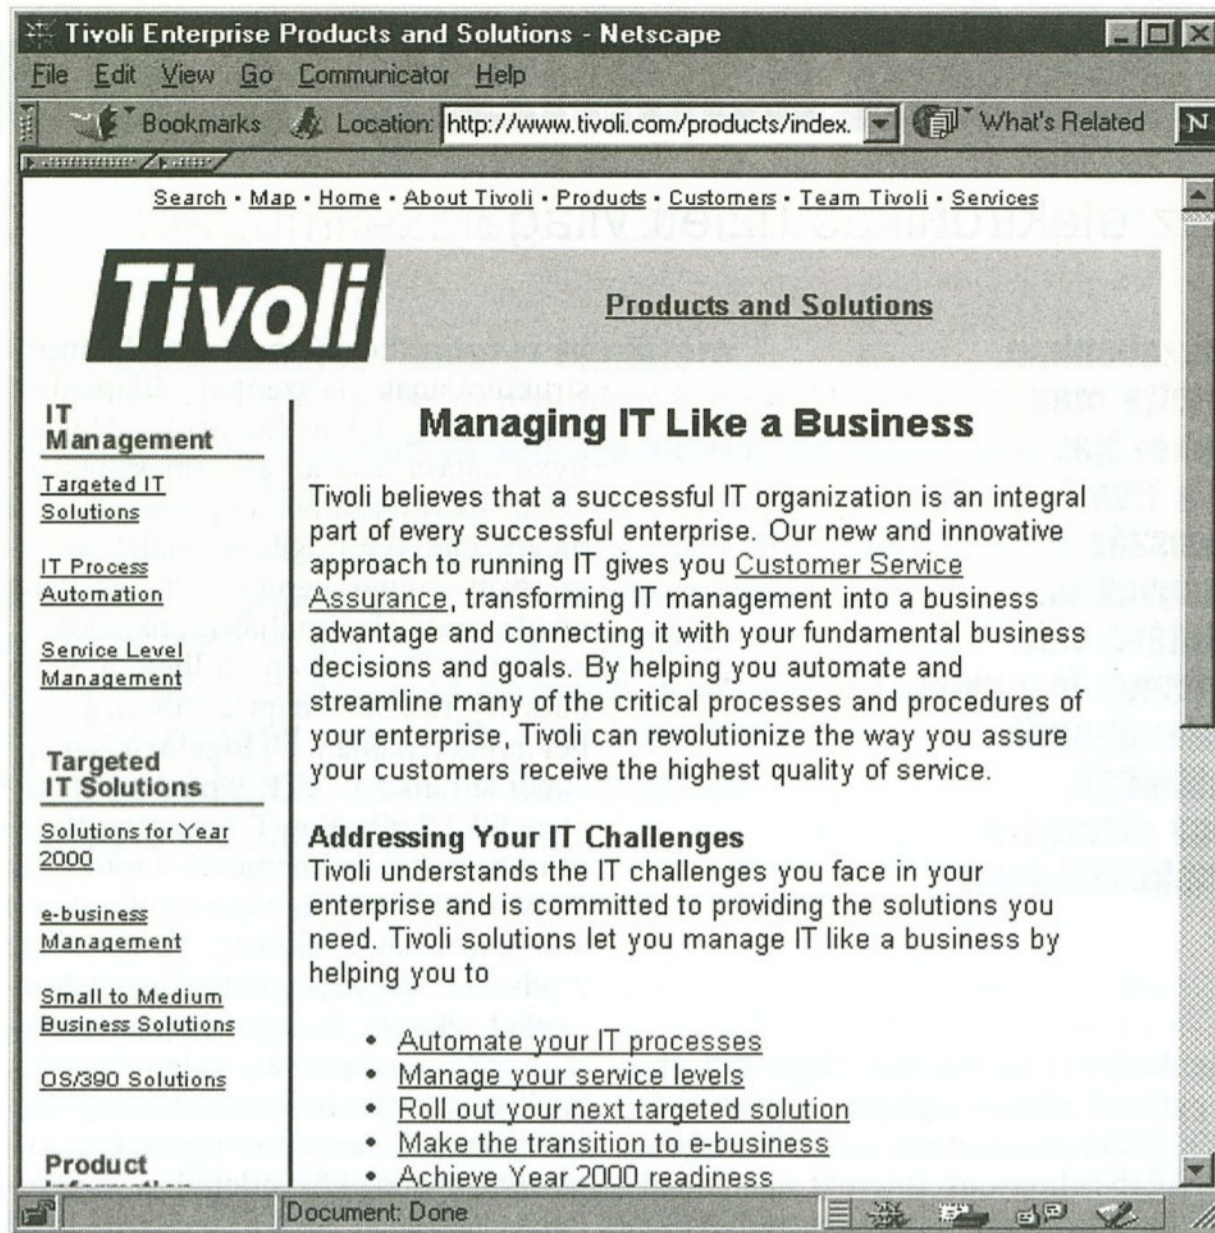 Tivoli Enterprise Products and Solutions - Netscape
File Edit View Go Communicator Help
Bookmarks Location: http://www.tivoli.com/products/index. What's Related N
Search · Map · Home · About Tivoli · Products · Customers · Team Tivoli · Services
Tivoli
Products and Solutions
IT
Management
Targeted IT
Solutions
IT Process
Automation
Service Level
Management
Targeted
IT Solutions
Solutions for Year
2000
e-business
Management
Small to Medium
Business Solutions
OS/390 Solutions
Product
Managing IT Like a Business
Tivoli believes that a successful IT organization is an integral
part of every successful enterprise. Our new and innovative
approach to running IT gives you Customer Service
Assurance, transforming IT management into a business
advantage and connecting it with your fundamental business
decisions and goals. By helping you automate and
streamline many of the critical processes and procedures of
your enterprise, Tivoli can revolutionize the way you assure
your customers receive the highest quality of service.
Addressing Your IT Challenges
Tivoli understands the IT challenges you face in your
enterprise and is committed to providing the solutions you
need. Tivoli solutions let you manage IT like a business by
helping you to
• Automate your IT processes
• Manage your service levels
• Roll out your next targeted solution
• Make the transition to e-business
• Achieve Year 2000 readiness
Document: Done